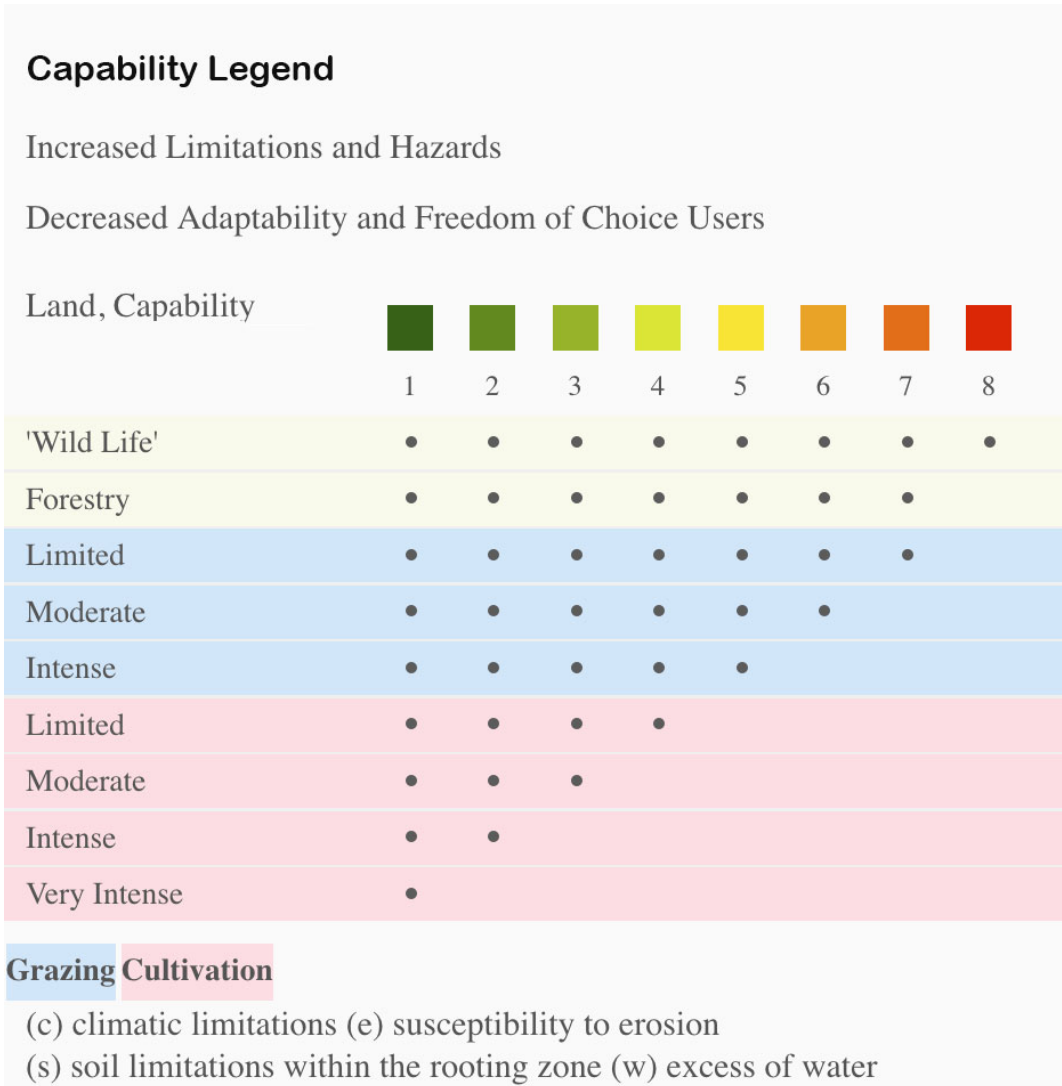 Capability Legend
Increased Limitations and Hazards
Decreased Adaptability and Freedom of Choice Users
Land, Capability
1 2 3 4 5 6 7 8
'Wild Life'
Forestry
Limited
Moderate
Intense
Limited
Moderate
Intense
Very Intense
Grazing Cultivation
(c) climatic limitations (e) susceptibility to erosion
(s) soil limitations within the rooting zone (w) excess of water